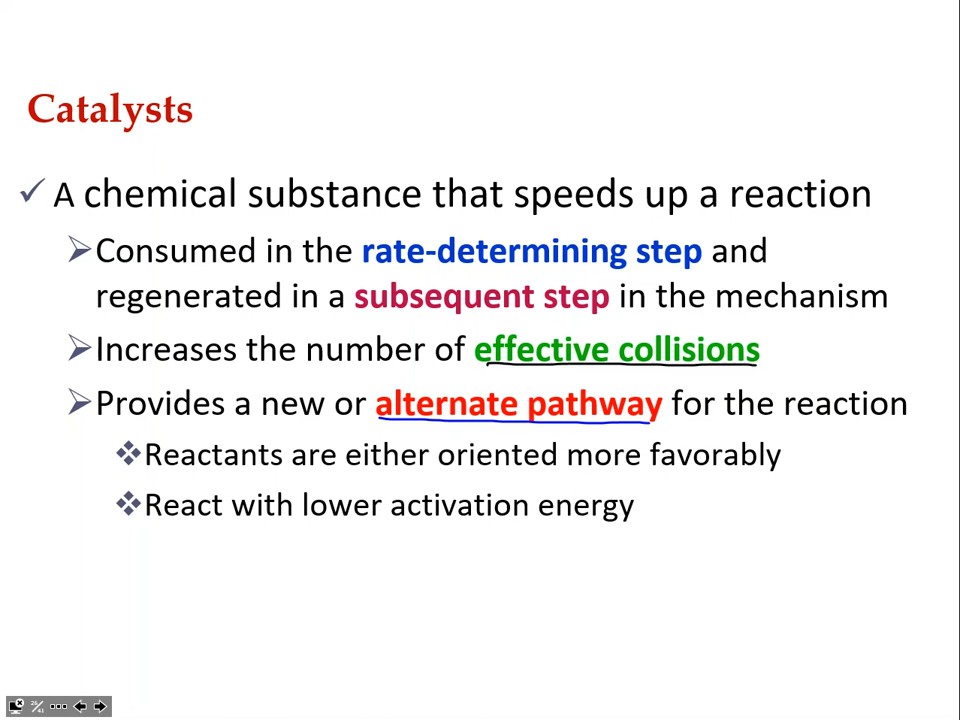 Catalysts
✓ A chemical substance that speeds up a reaction
➢ Consumed in the rate-determining step and
regenerated in a subsequent step in the mechanism
➢ Increases the number of effective collisions
➢ Provides a new or alternate pathway for the reaction
❖ Reactants are either oriented more favorably
❖ React with lower activation energy